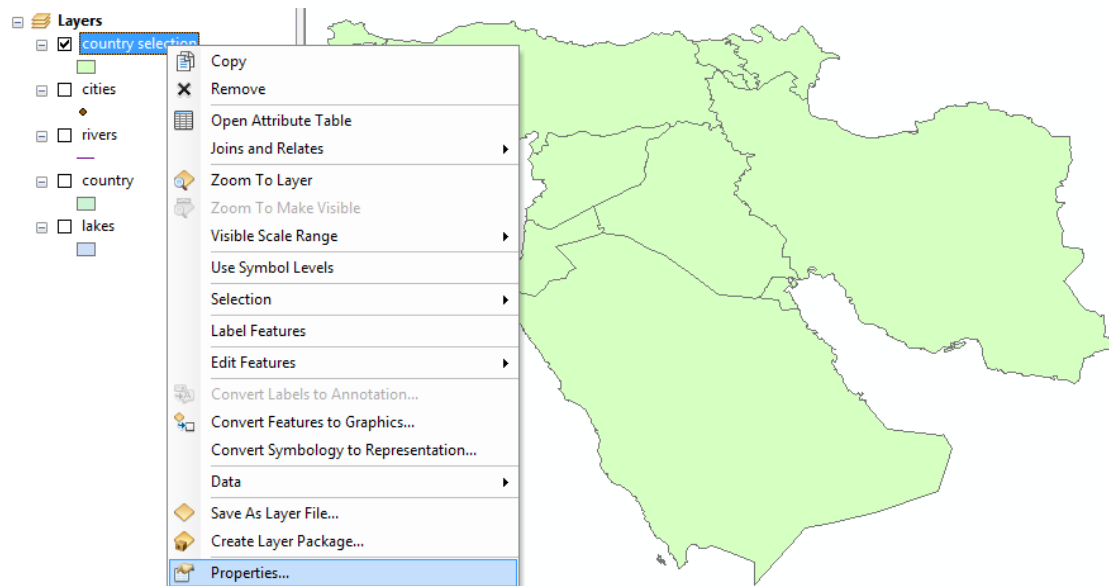 Layers
country selection
cities
rivers
country
lakes
Copy
Remove
Open Attribute Table
Joins and Relates
Zoom To Layer
Zoom To Make Visible
Visible Scale Range
Use Symbol Levels
Selection
Label Features
Edit Features
Convert Labels to Annotation...
Convert Features to Graphics...
Convert Symbology to Representation...
Data
Save As Layer File...
Create Layer Package...
Properties...